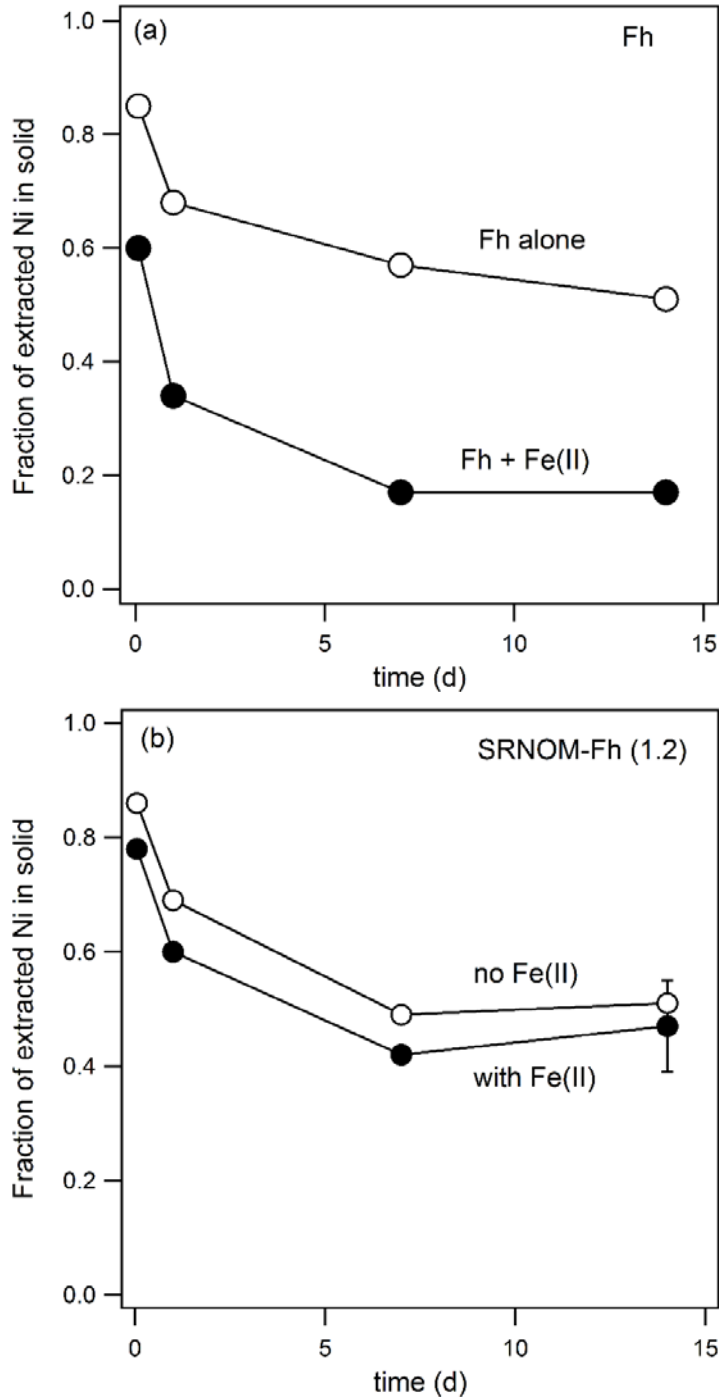 (a)
Fh
1.0
0.8
0.6
0.4
0.2
0.0
Fraction of extracted Ni in solid
Fh alone
Fh + Fe(II)
0
5
10
15
time (d)
(b)
SRNOM-Fh (1.2)
1.0
0.8
0.6
0.4
0.2
0.0
Fraction of extracted Ni in solid
no Fe(II)
with Fe(II)
0
5
10
15
time (d)